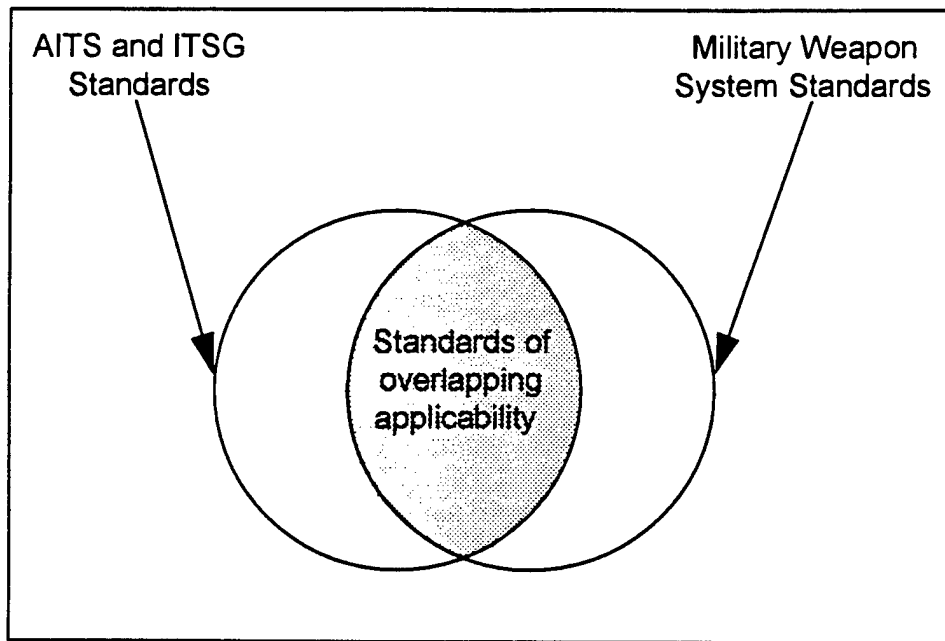 AITS and ITSG
Standards
Military Weapon
System Standards
Standards of
overlapping
applicability